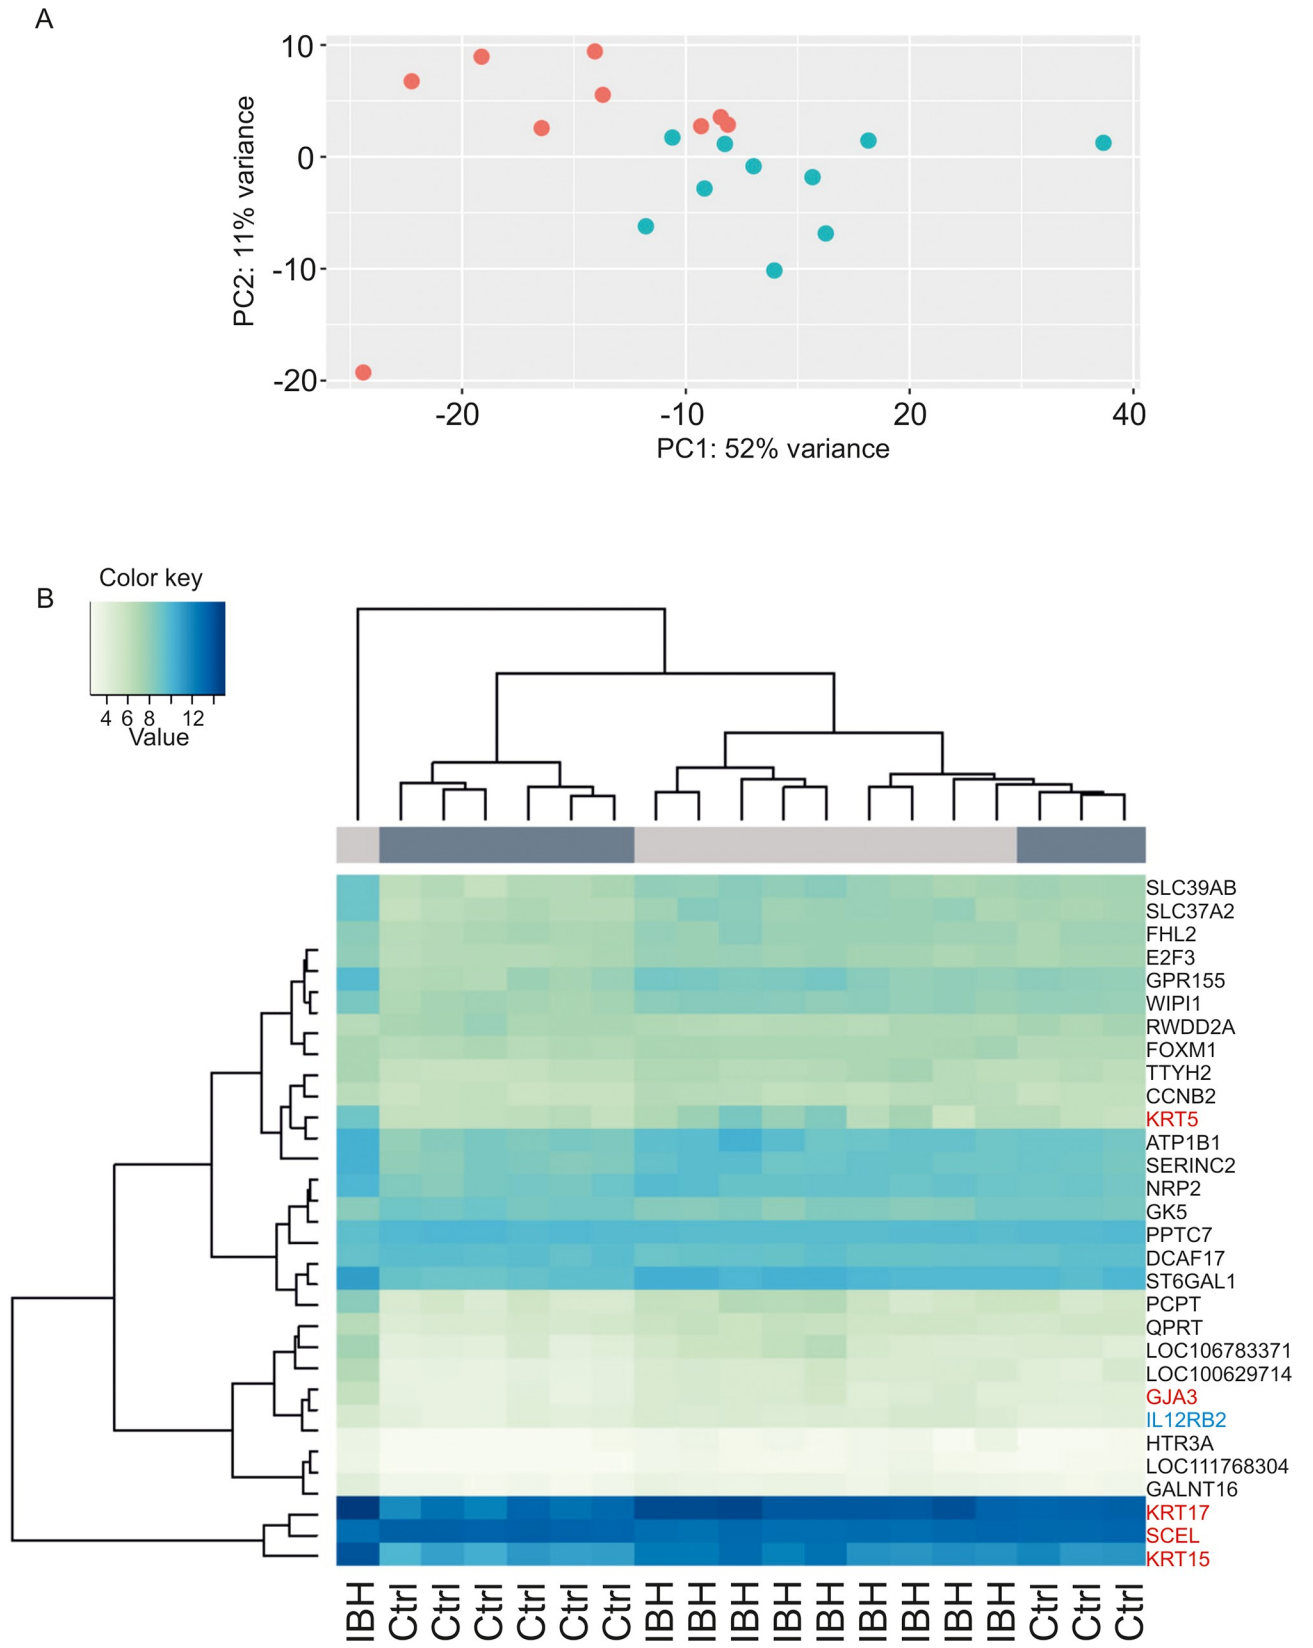 A
10
0
-10
-20
PC2: 11% variance
-20 -10 20 40
PC1: 52% variance
B
Color key
4 6 8 12
Value
SLC39AB
SLC37A2
FHL2
E2F3
GPR155
WIPI1
RWDD2A
FOXM1
TTYH2
CCNB2
KRT5
ATP1B1
SERINC2
NRP2
GK5
PPTC7
DCAF17
ST6GAL1
PCPT
QPRT
LOC106783371
LOC100629714
GJA3
IL12RB2
HTR3A
LOC111768304
GALNT16
KRT17
SCEL
KRT15
IBH Ctrl Ctrl Ctrl Ctrl Ctrl Ctrl IBH IBH IBH IBH IBH IBH IBH IBH IBH Ctrl Ctrl Ctrl